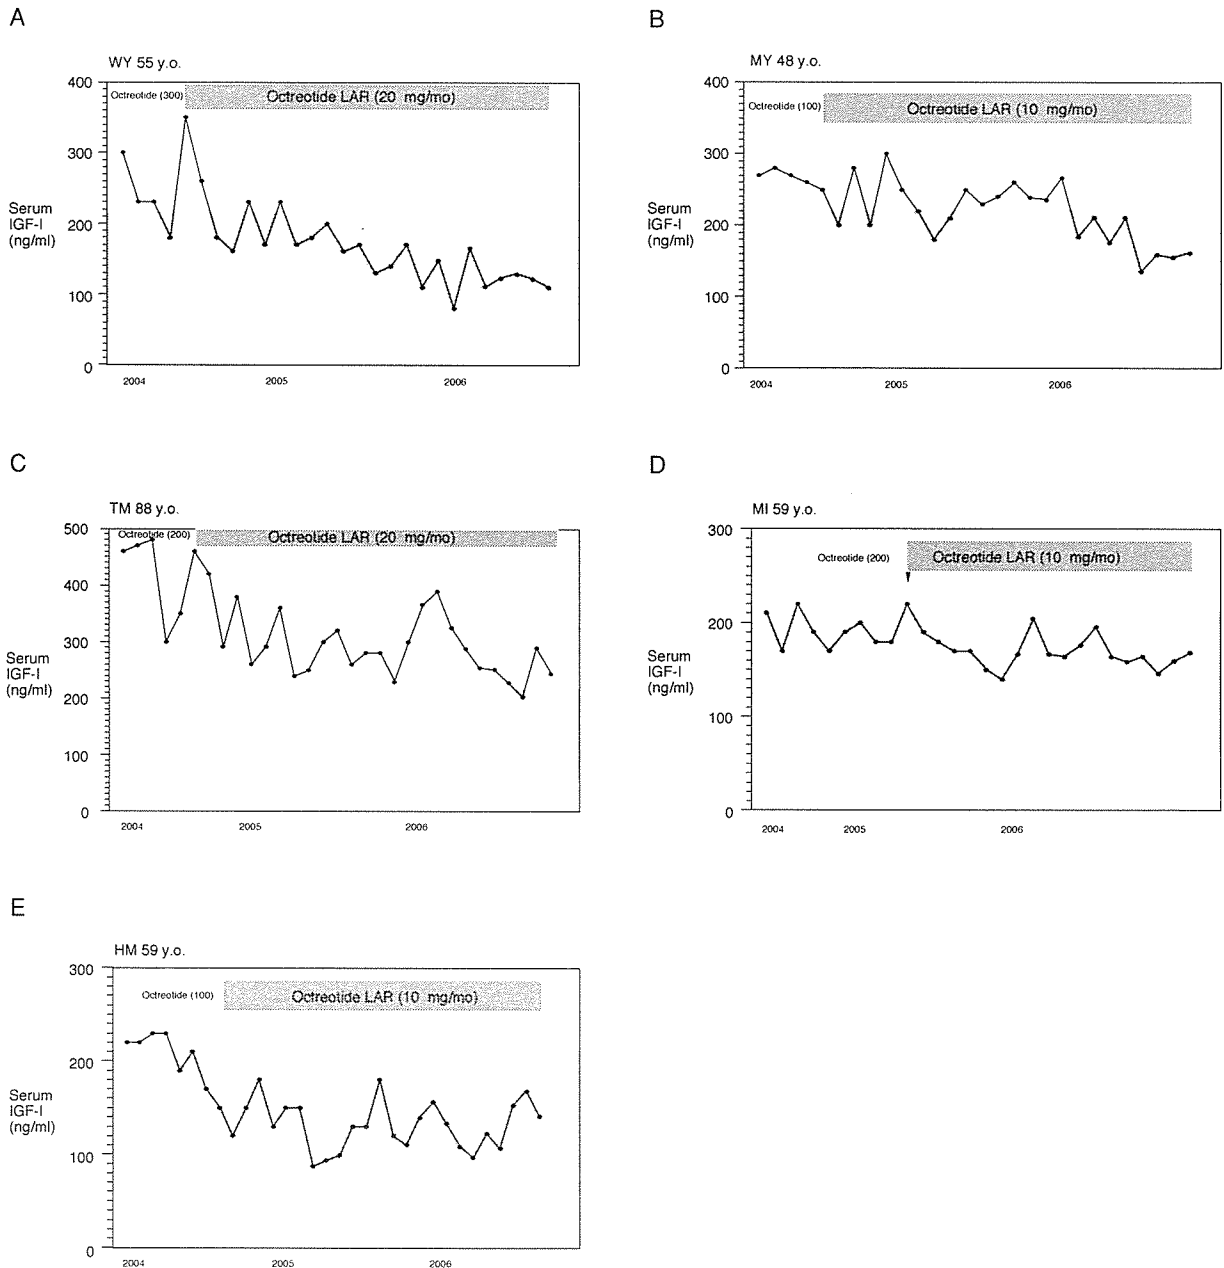 A
WY 55 y.o.
400
Octreotide (300)
Octreotide LAR (20 mg/mo)
300
Serum
IGF-I
(ng/ml)
200
100
0
2004 2005 2006
B
MY 48 y.o.
400
Octreotide (100)
Octreotide LAR (10 mg/mo)
300
Serum
IGF-I
(ng/ml)
200
100
0
2004 2005 2006
C
TM 88 y.o.
500
Octreotide (200)
Octreotide LAR (20 mg/mo)
400
300
Serum
IGF-I
(ng/ml)
200
100
0
2004 2005 2006
D
MI 59 y.o.
300
Octreotide (200)
Octreotide LAR (10 mg/mo)
200
Serum
IGF-I
(ng/ml)
100
0
2004 2005 2006
E
HM 59 y.o.
300
Octreotide (100)
Octreotide LAR (10 mg/mo)
200
Serum
IGF-I
(ng/ml)
100
0
2004 2005 2006